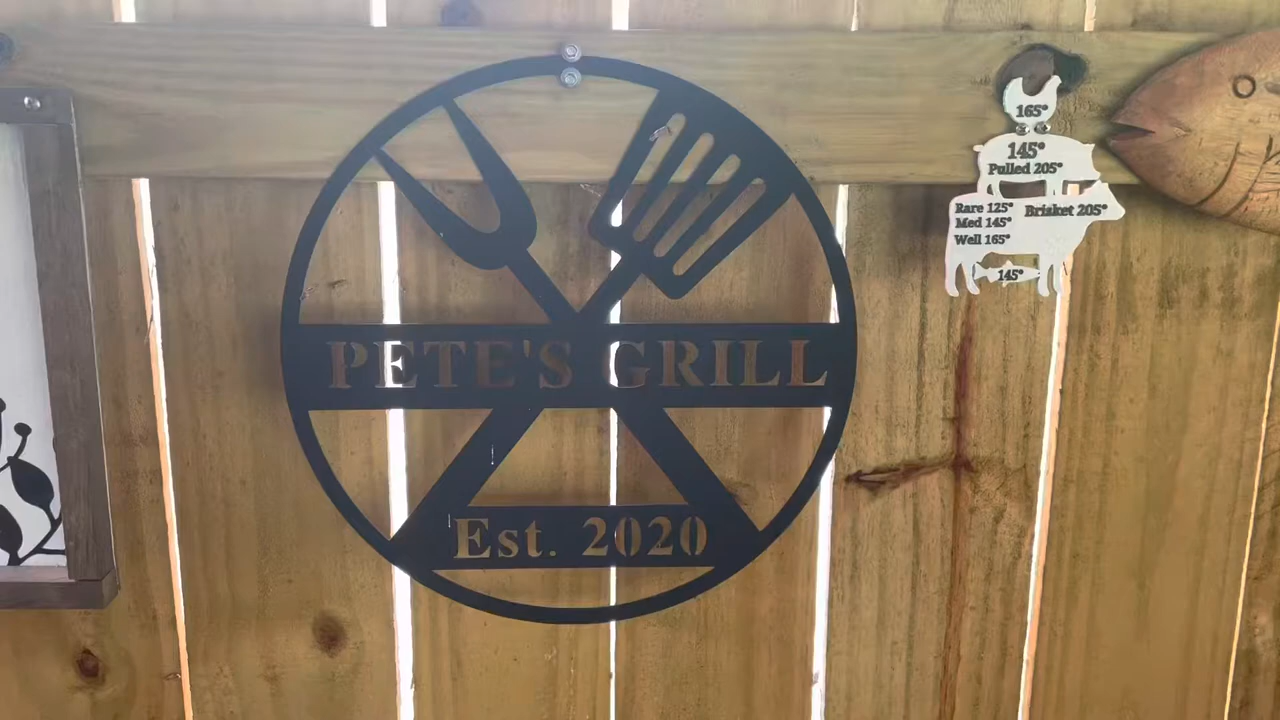 PETE'S GRILL
Est. 2020
165°
145°
Pulled 205°
Rare 125°
Med 145°
Well 165°
Brisket 205°
145°